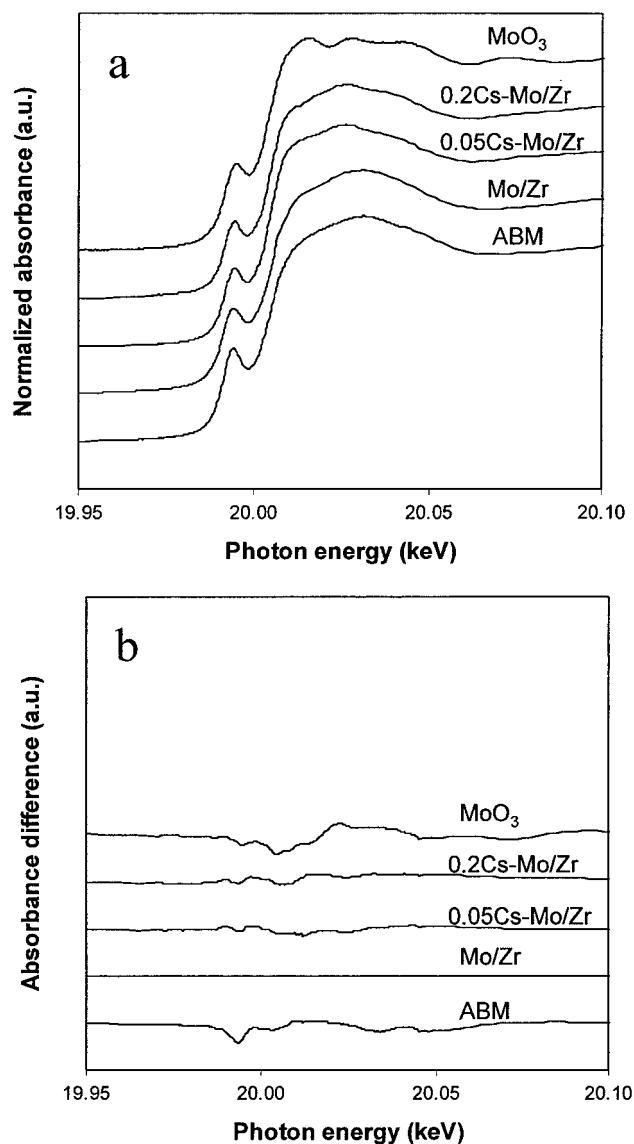 a
MoO₃
0.2Cs-Mo/Zr
0.05Cs-Mo/Zr
Mo/Zr
ABM
Normalized absorbance (a.u.)
19.95 20.00 20.05 20.10
Photon energy (keV)
b
MoO₃
0.2Cs-Mo/Zr
0.05Cs-Mo/Zr
Mo/Zr
ABM
Absorbance difference (a.u.)
19.95 20.00 20.05 20.10
Photon energy (keV)